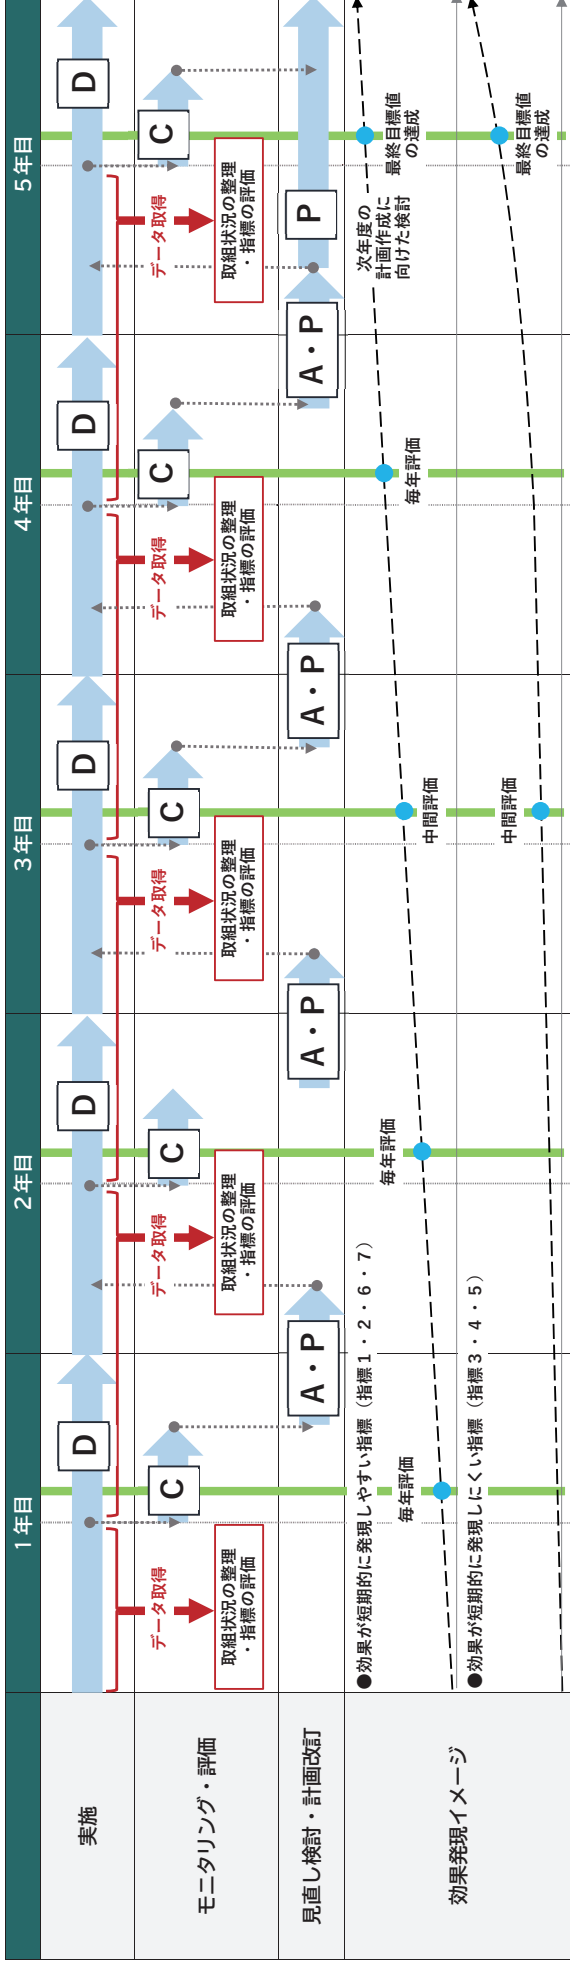 1年目
2年目
3年目
4年目
5年目
実施
D
D
D
D
D
モニタリング・評価
データ取得
取組状況の整理
・指標の評価
C
データ取得
取組状況の整理
・指標の評価
C
データ取得
取組状況の整理
・指標の評価
C
データ取得
取組状況の整理
・指標の評価
C
データ取得
取組状況の整理
・指標の評価
C
見直し検討・計画改訂
A・P
A・P
A・P
A・P
P
効果発現イメージ
●効果が短期的に発現しやすい指標（指標1・2・6・7）
毎年評価
毎年評価
中間評価
毎年評価
次年度の
計画作成に
向けた検討
最終目標値
の達成
●効果が短期的に発現しにくい指標（指標3・4・5）
中間評価
最終目標値
の達成